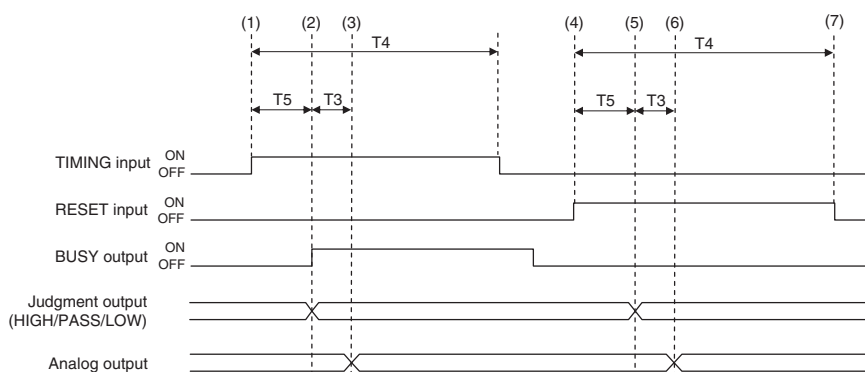 (1) (2) (3) (4) (5) (6) (7)
T4 T4
T5 T3 T5 T3
TIMING input ON
OFF
RESET input ON
OFF
BUSY output ON
OFF
Judgment output
(HIGH/PASS/LOW)
Analog output